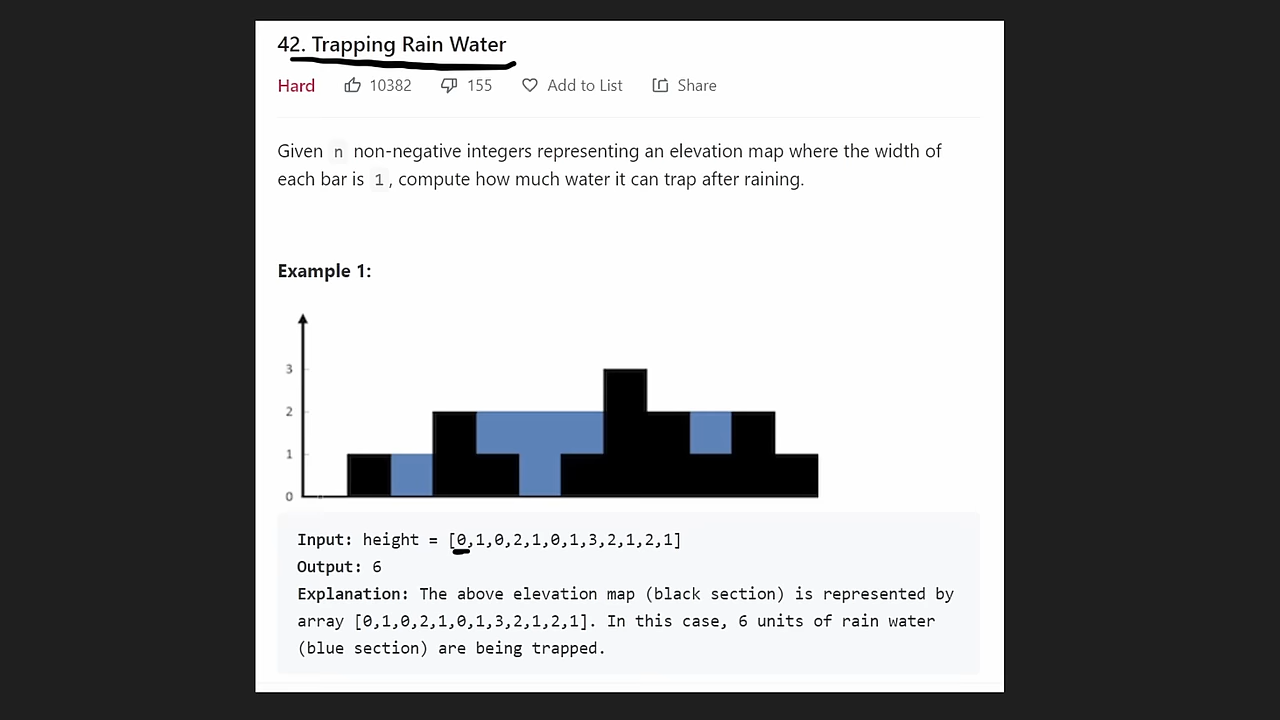 42. Trapping Rain Water
Hard 10382 155 Add to List Share
Given n non-negative integers representing an elevation map where the width of
each bar is 1, compute how much water it can trap after raining.
Example 1:
3
2
1
0
Input: height = [0,1,0,2,1,0,1,3,2,1,2,1]
Output: 6
Explanation: The above elevation map (black section) is represented by
array [0,1,0,2,1,0,1,3,2,1,2,1]. In this case, 6 units of rain water
(blue section) are being trapped.